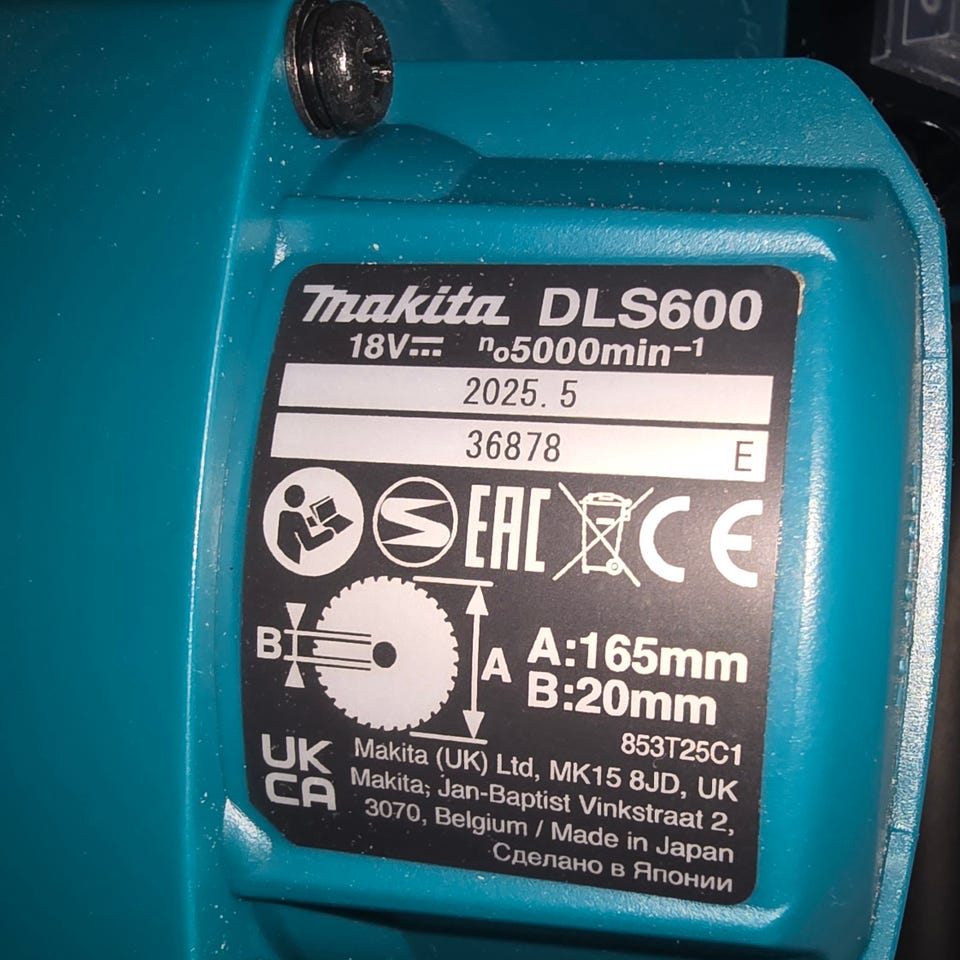 Makita DLS600
18V⎓ no5000min⁻¹
2025. 5
36878 E
EAC CE
B A A:165mm
B:20mm
853T25C1
UK
CA
Makita (UK) Ltd, MK15 8JD, UK
Makita; Jan-Baptist Vinkstraat 2,
3070, Belgium / Made in Japan
Сделано в Японии